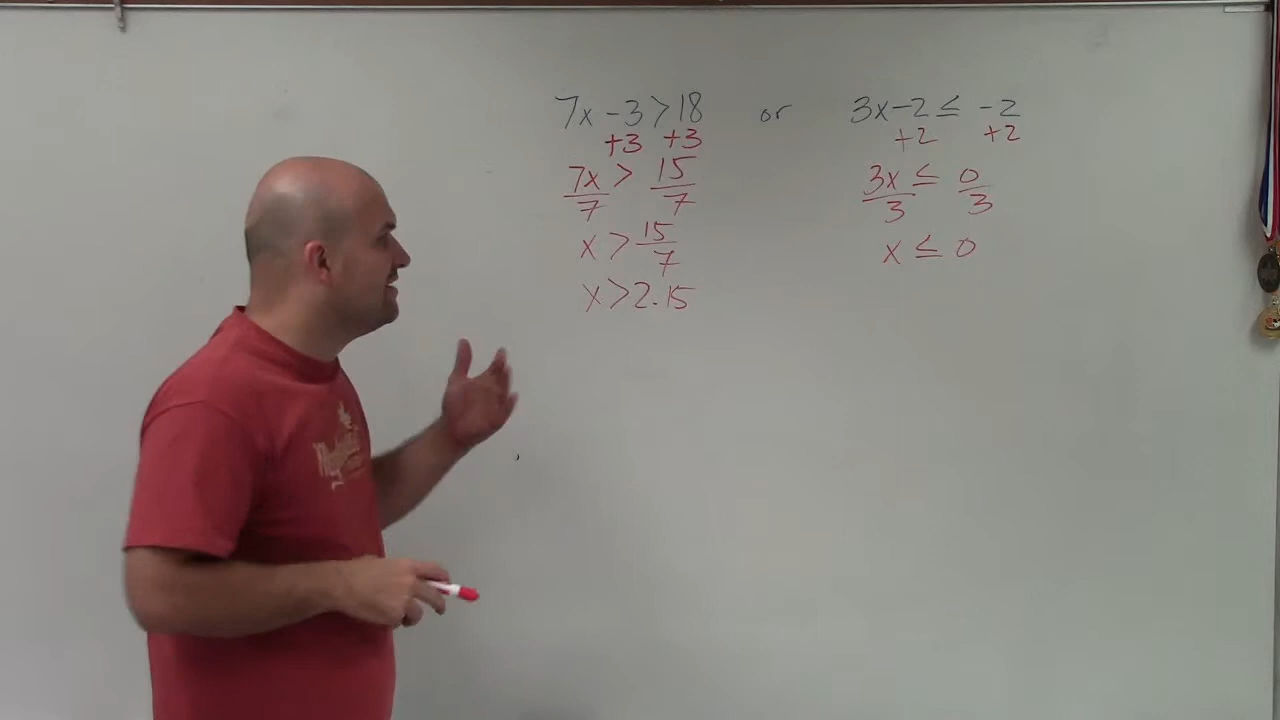 7x - 3 > 18 or 3x - 2 ≤ -2
+3 +3 +2 +2
7x/7 > 15/7 3x/3 ≤ 0/3
x > 15/7 x ≤ 0
x > 2.15